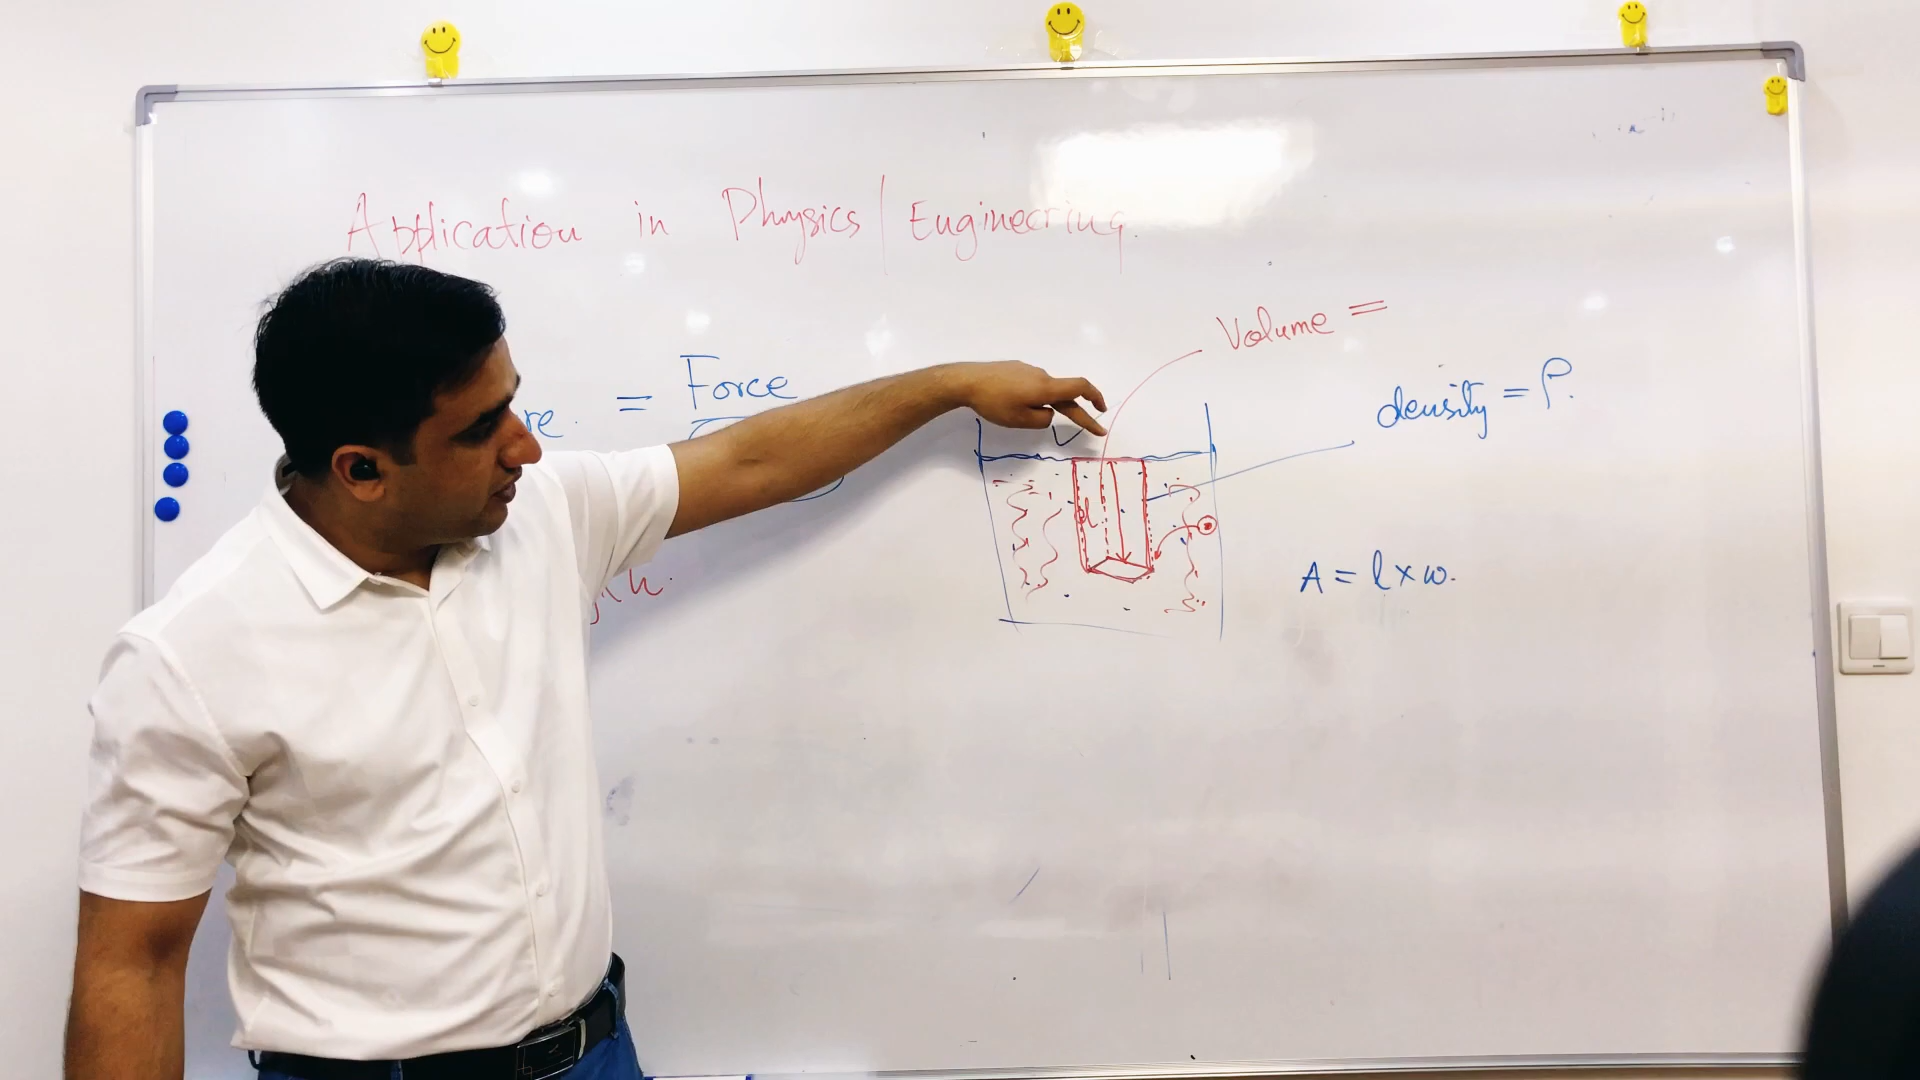 Application in Physics/Engineering.
Volume =
= Force
density = ρ.
d
A = l x w.